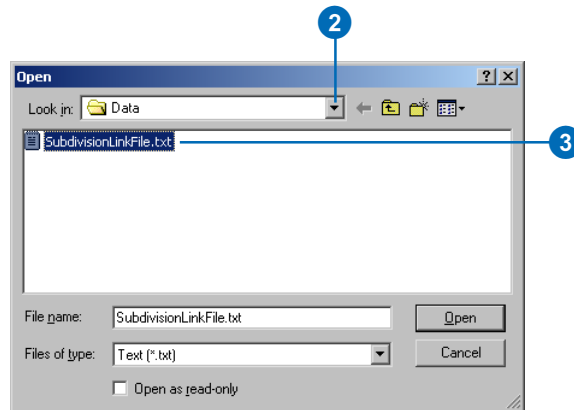 2
Open
Look in: Data
SubdivisionLinkFile.txt
3
File name: SubdivisionLinkFile.txt Open
Files of type: Text (*.txt) Cancel
Open as read-only